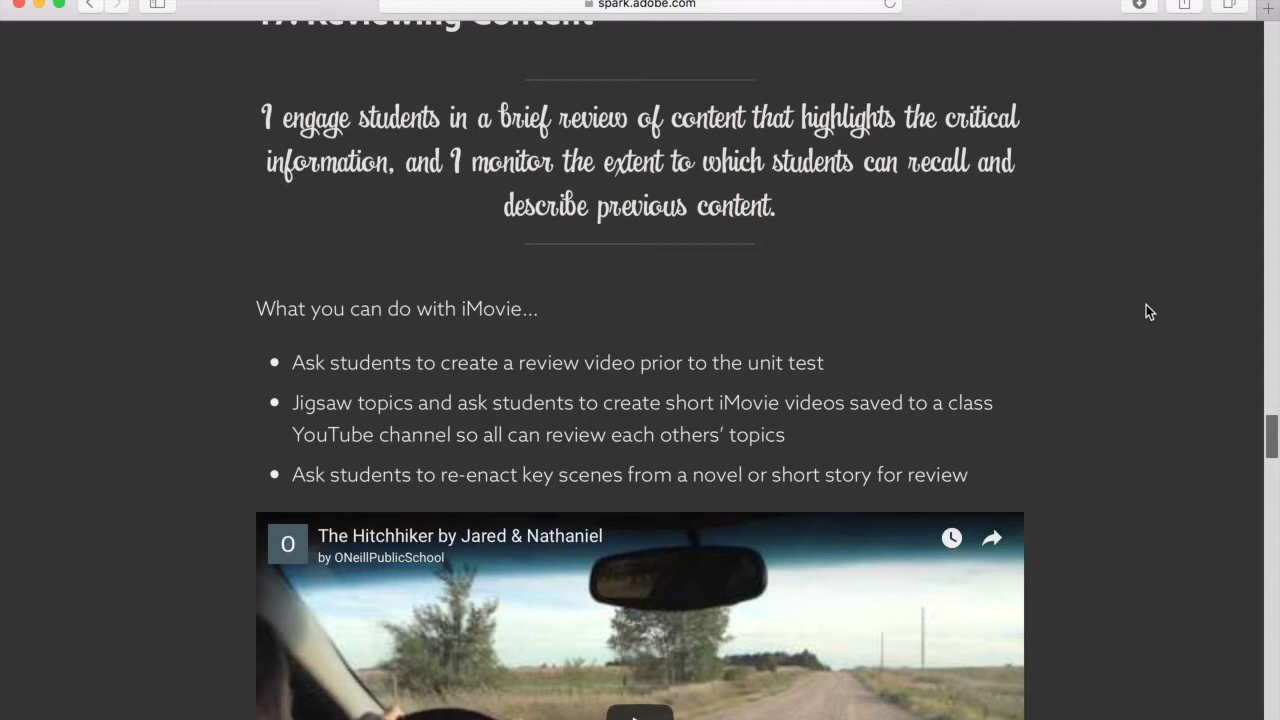 spark.adobe.com
17. Reviewing Content
I engage students in a brief review of content that highlights the critical
information, and I monitor the extent to which students can recall and
describe previous content.
What you can do with iMovie...
Ask students to create a review video prior to the unit test
Jigsaw topics and ask students to create short iMovie videos saved to a class
YouTube channel so all can review each others’ topics
Ask students to re-enact key scenes from a novel or short story for review
O
The Hitchhiker by Jared & Nathaniel
by ONeillPublicSchool